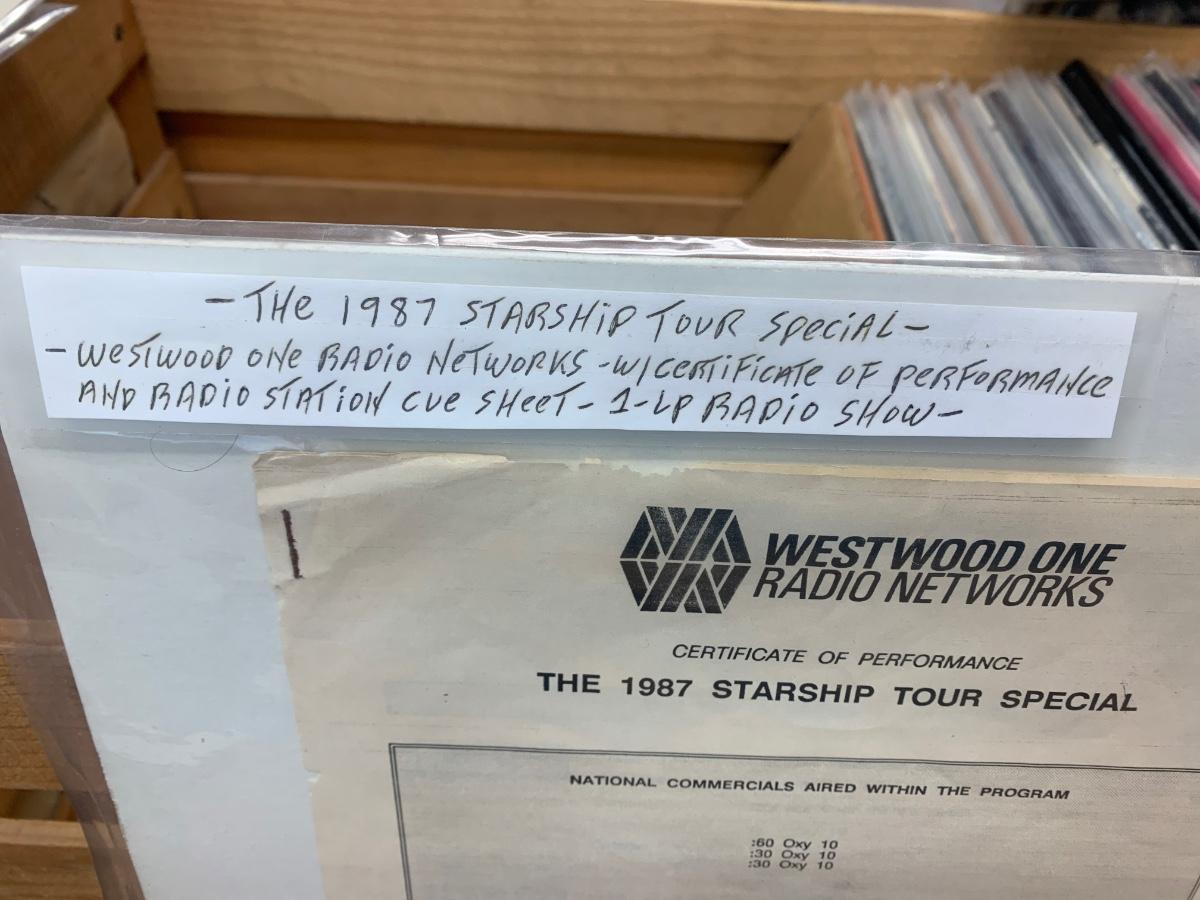 - THe 1987 STARSHiP TOUR SPeCiAL -
- WeSTWOOD ONe RADiO NeTWORKS - W/CeRTiFiCATe OF PeRFORMANCe
AND RADiO STATiON CUe SHeeT - 1-LP RADiO SHOW -
WESTWOOD ONE
RADIO NETWORKS
CERTIFICATE OF PERFORMANCE
THE 1987 STARSHIP TOUR SPECIAL
NATIONAL COMMERCIALS AIRED WITHIN THE PROGRAM
:60 Oxy 10
:30 Oxy 10
:30 Oxy 10